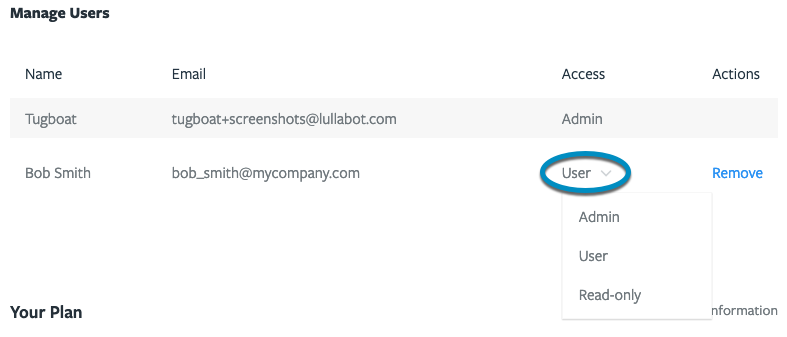 Manage Users
Name Email Access Actions
Tugboat tugboat+screenshots@lullabot.com Admin
Bob Smith bob_smith@mycompany.com User Remove
Admin
User
Read-only
Your Plan